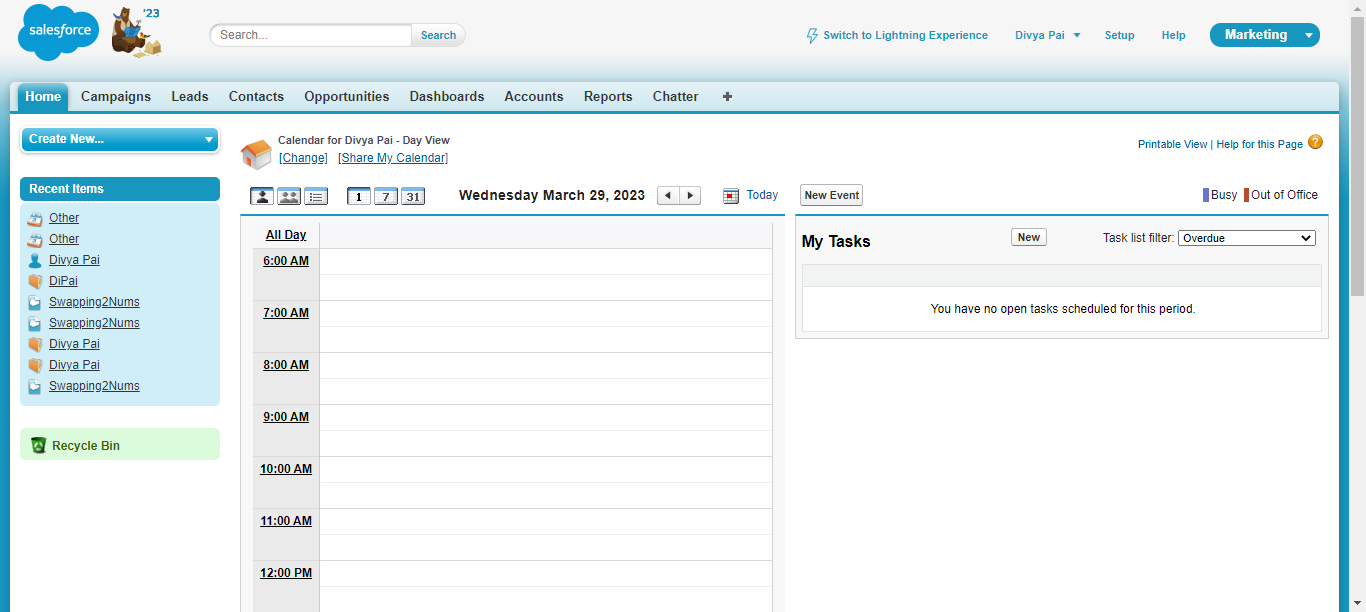 salesforce
'23
Search...
Search
Switch to Lightning Experience
Divya Pai
Setup
Help
Marketing
Home Campaigns Leads Contacts Opportunities Dashboards Accounts Reports Chatter +
Create New...
Calendar for Divya Pai - Day View
[Change] [Share My Calendar]
Printable View | Help for this Page ?
Recent Items
Other
Other
Divya Pai
DiPai
Swapping2Nums
Swapping2Nums
Divya Pai
Divya Pai
Swapping2Nums
Recycle Bin
1 7 31
Wednesday March 29, 2023
Today
New Event
Busy Out of Office
All Day
6:00 AM
7:00 AM
8:00 AM
9:00 AM
10:00 AM
11:00 AM
12:00 PM
My Tasks
New
Task list filter: Overdue
You have no open tasks scheduled for this period.